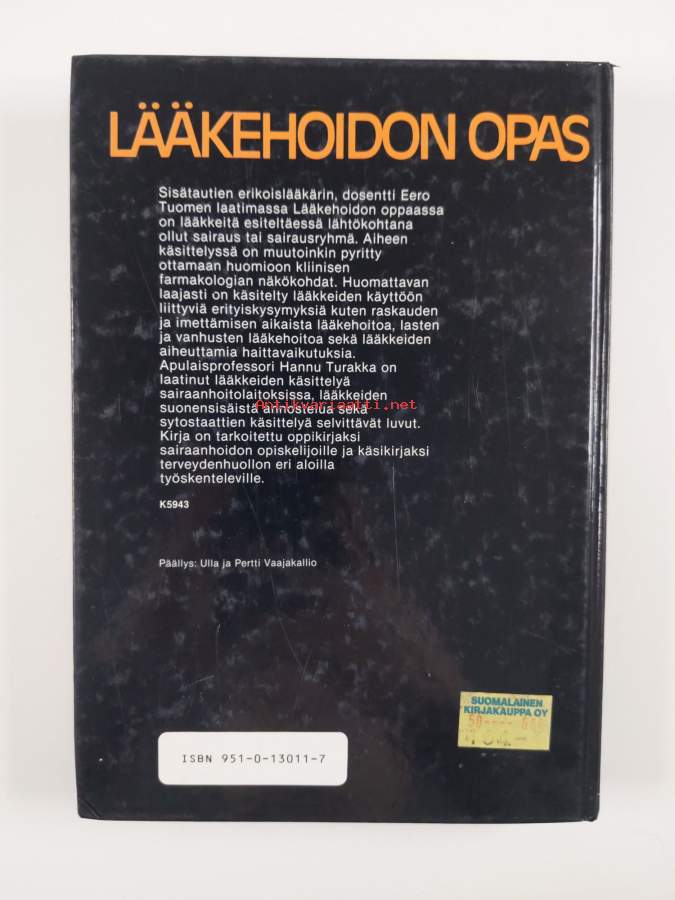 LÄÄKEHOIDON OPAS
Sisätautien erikoislääkärin, dosentti Eero
Tuomen laatimassa Lääkehoidon oppaassa
on lääkkeitä esiteltäessä lähtökohtana
ollut sairaus tai sairausryhmä. Aiheen
käsittelyssä on muutoinkin pyritty
ottamaan huomioon kliinisen
farmakologian näkökohdat. Huomattavan
laajasti on käsitelty lääkkeiden käyttöön
liittyviä erityiskysymyksiä kuten raskauden
ja imettämisen aikaista lääkehoitoa, lasten
ja vanhusten lääkehoitoa sekä lääkkeiden
aiheuttamia haittavaikutuksia.
Apulaisprofessori Hannu Turakka on
laatinut lääkkeiden käsittelyä
sairaanhoitolaitoksissa, lääkkeiden
suonensisäistä annostelua sekä
Antikvariaatti.net
sytostaattien käsittelyä selvittävät luvut.
Kirja on tarkoitettu oppikirjaksi
sairaanhoidon opiskelijoille ja käsikirjaksi
terveydenhuollon eri aloilla
työskenteleville.
K5943
Päällys: Ulla ja Pertti Vaajakallio
SUOMALAINEN
KIRJAKAUPPA OY
ISBN 951-0-13011-7